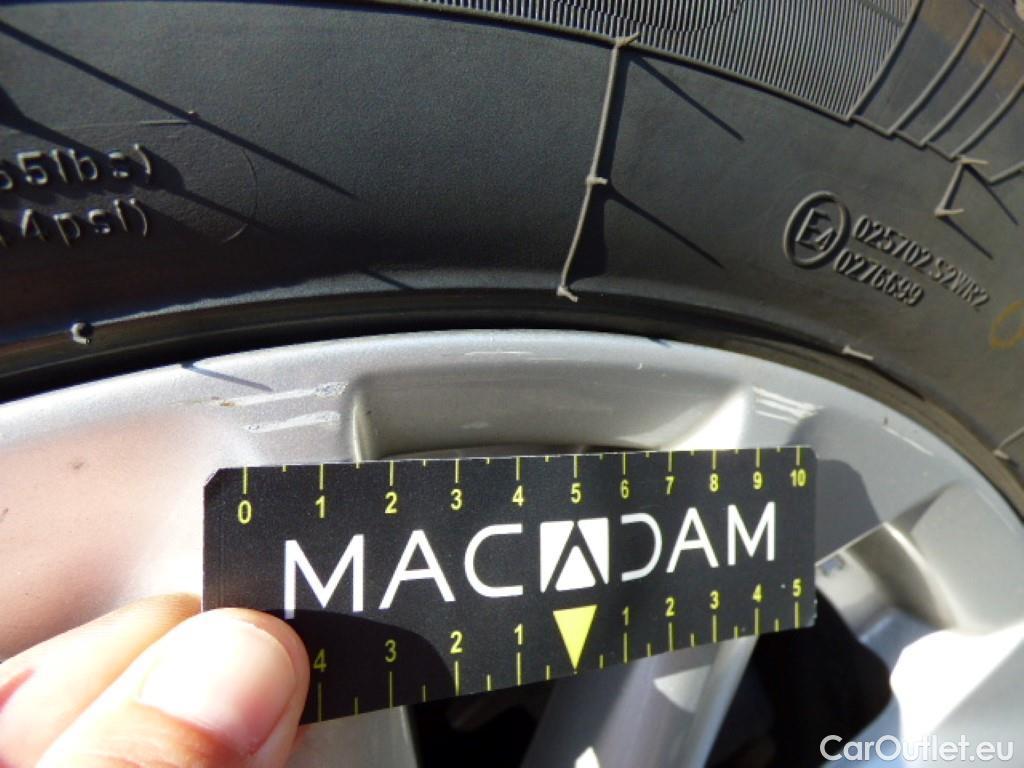 51bs)
4psi)
E4
025702 S2WR2
0276699
0 1 2 3 4 5 6 7 8 9 10
MACADAM
4 3 2 1 1 2 3 4 5
CarOutlet.eu